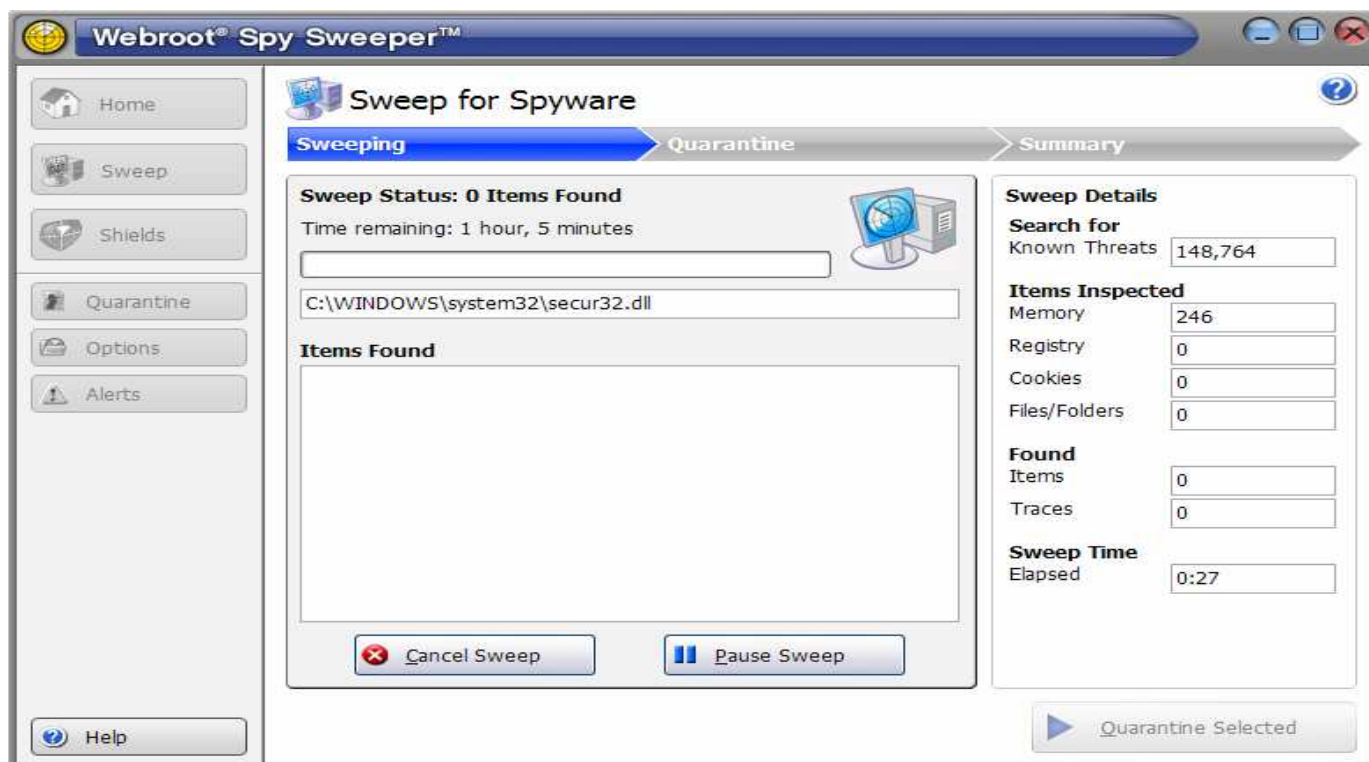 Webroot® Spy Sweeper™
Home
Sweep
Shields
Quarantine
Options
Alerts
Help
Sweep for Spyware
Sweeping
Quarantine
Summary
Sweep Status: 0 Items Found
Time remaining: 1 hour, 5 minutes
C:\WINDOWS\system32\secur32.dll
Items Found
Cancel Sweep
Pause Sweep
Sweep Details
Search for
Known Threats 148,764
Items Inspected
Memory 246
Registry 0
Cookies 0
Files/Folders 0
Found
Items 0
Traces 0
Sweep Time
Elapsed 0:27
Quarantine Selected